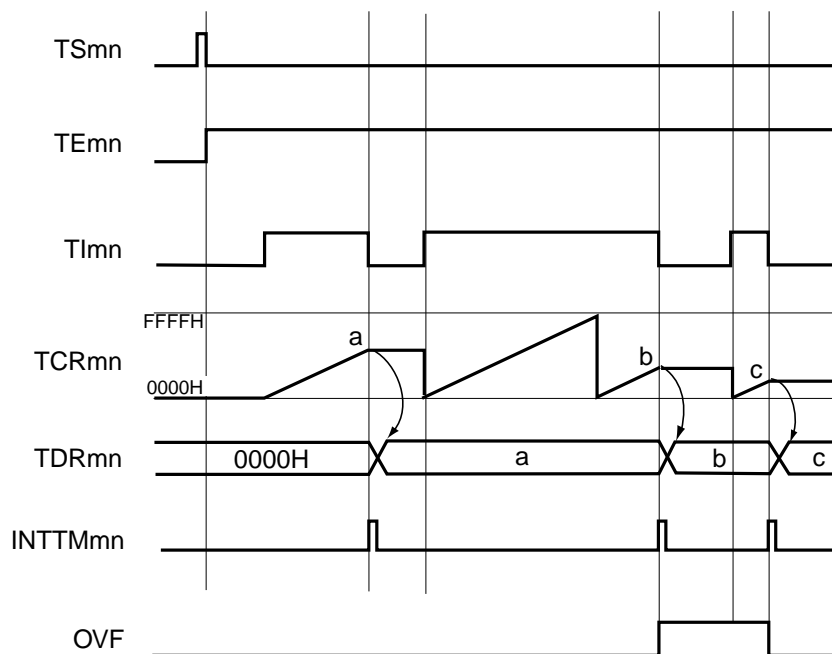 TSmn
TEmn
TImn
FFFFH
TCRmn
0000H
a
b
c
TDRmn
0000H
a
b
c
INTTMmn
OVF